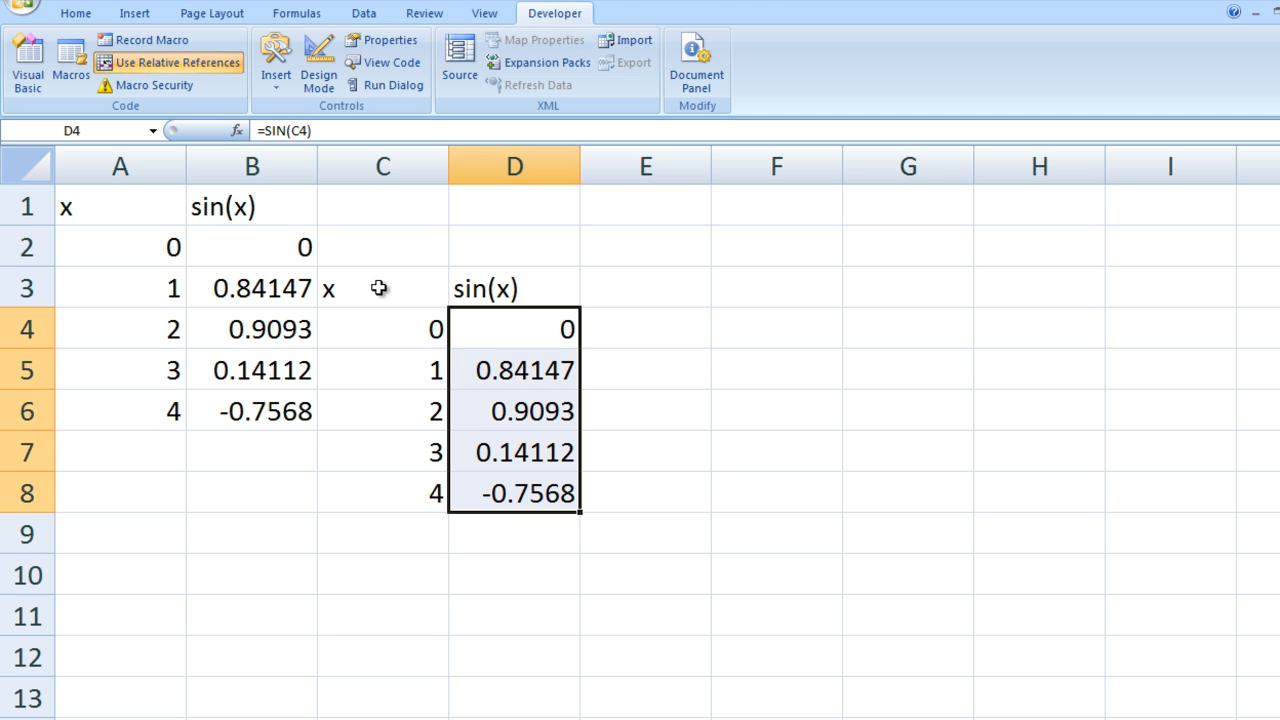 Home Insert Page Layout Formulas Data Review View Developer
Visual Basic
Macros
Record Macro
Use Relative References
Macro Security
Code
Insert
Design Mode
Properties
View Code
Run Dialog
Controls
Source
Map Properties
Expansion Packs
Refresh Data
Import
Export
XML
Document Panel
Modify
D4 fx =SIN(C4)
A B C D E F G H I
1 x sin(x)
2 0 0
3 1 0.84147 x sin(x)
4 2 0.9093 0 0
5 3 0.14112 1 0.84147
6 4 -0.7568 2 0.9093
7 3 0.14112
8 4 -0.7568
9
10
11
12
13